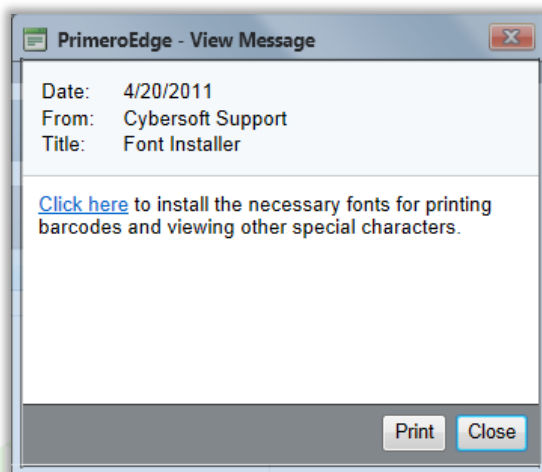 PrimeroEdge - View Message
Date: 4/20/2011
From: Cybersoft Support
Title: Font Installer
Click here to install the necessary fonts for printing
barcodes and viewing other special characters.
Print Close